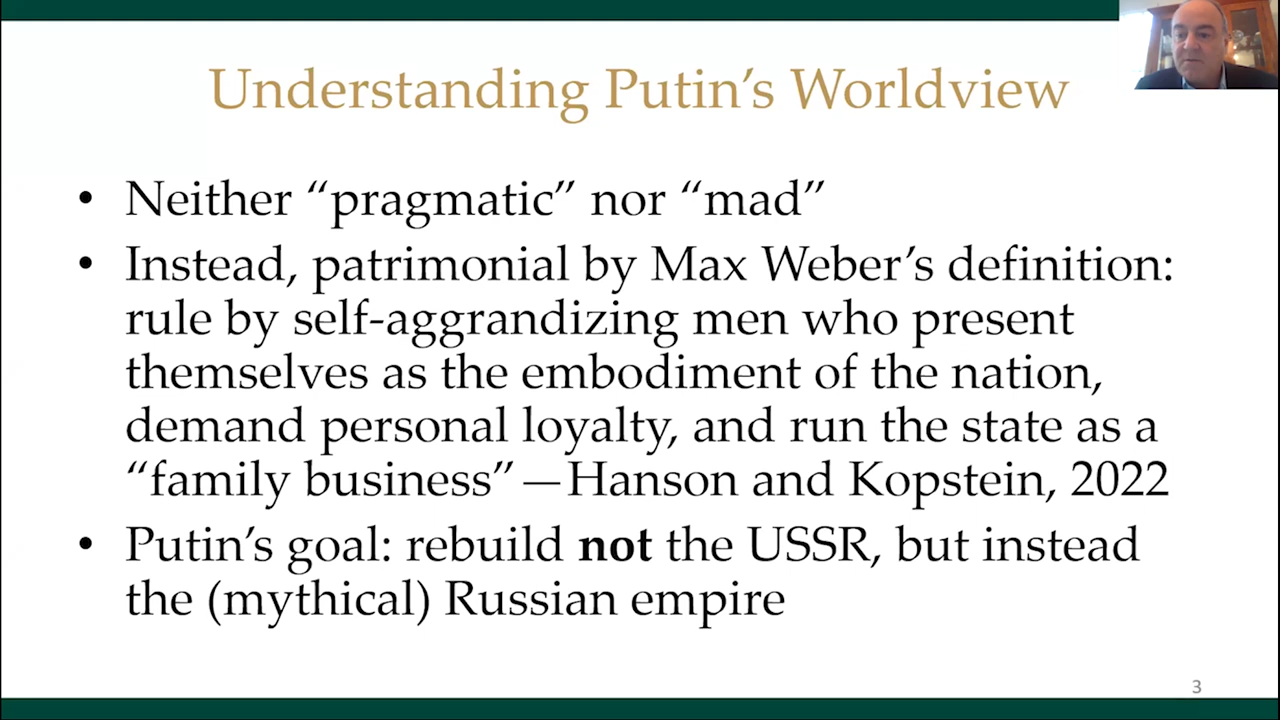 Understanding Putin’s Worldview
• Neither “pragmatic” nor “mad”
• Instead, patrimonial by Max Weber’s definition:
rule by self-aggrandizing men who present
themselves as the embodiment of the nation,
demand personal loyalty, and run the state as a
“family business”—Hanson and Kopstein, 2022
• Putin’s goal: rebuild not the USSR, but instead
the (mythical) Russian empire
3